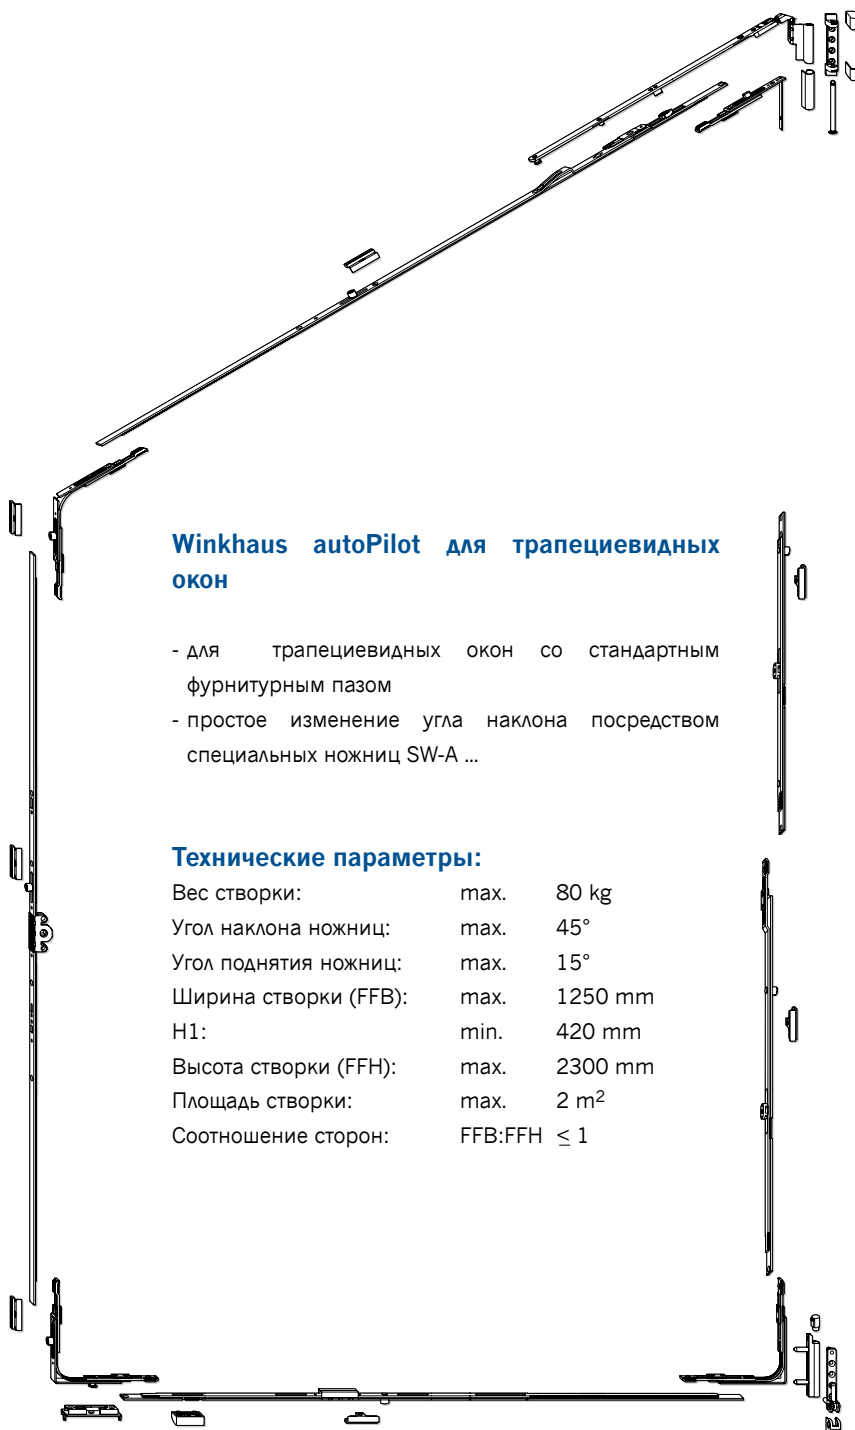 Winkhaus autoPilot для трапециевидных
окон
- для трапециевидных окон со стандартным
фурнитурным пазом
- простое изменение угла наклона посредством
специальных ножниц SW-A ...
Технические параметры:
Вес створки: max. 80 kg
Угол наклона ножниц: max. 45°
Угол поднятия ножниц: max. 15°
Ширина створки (FFB): max. 1250 mm
H1: min. 420 mm
Высота створки (FFH): max. 2300 mm
Площадь створки: max. 2 m²
Соотношение сторон: FFB:FFH ≤ 1